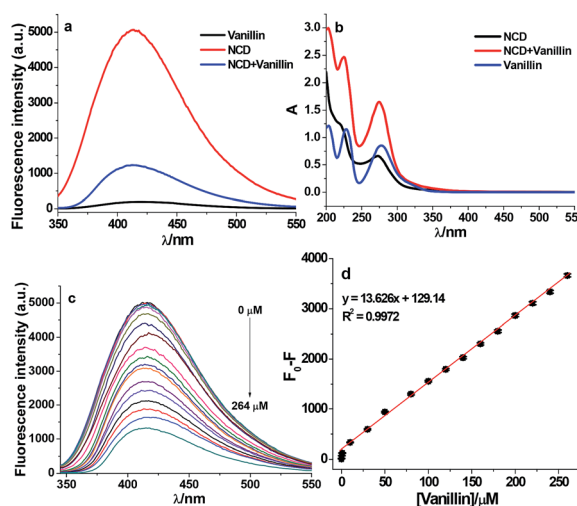 a
Vanillin
NCD
NCD+Vanillin
Fluorescence intensity (a.u.)
5000
4000
3000
2000
1000
0
350 400 450 500 550
λ/nm
b
NCD
NCD+Vanillin
Vanillin
A
3.0
2.5
2.0
1.5
1.0
0.5
0.0
200 250 300 350 400 450 500 550
λ/nm
c
0 μM
264 μM
Fluorescence intensity (a.u.)
5000
4000
3000
2000
1000
0
350 400 450 500 550
λ/nm
d
y = 13.626x + 129.14
R² = 0.9972
F₀-F
4000
3000
2000
1000
0
0 50 100 150 200 250
[Vanillin]/μM